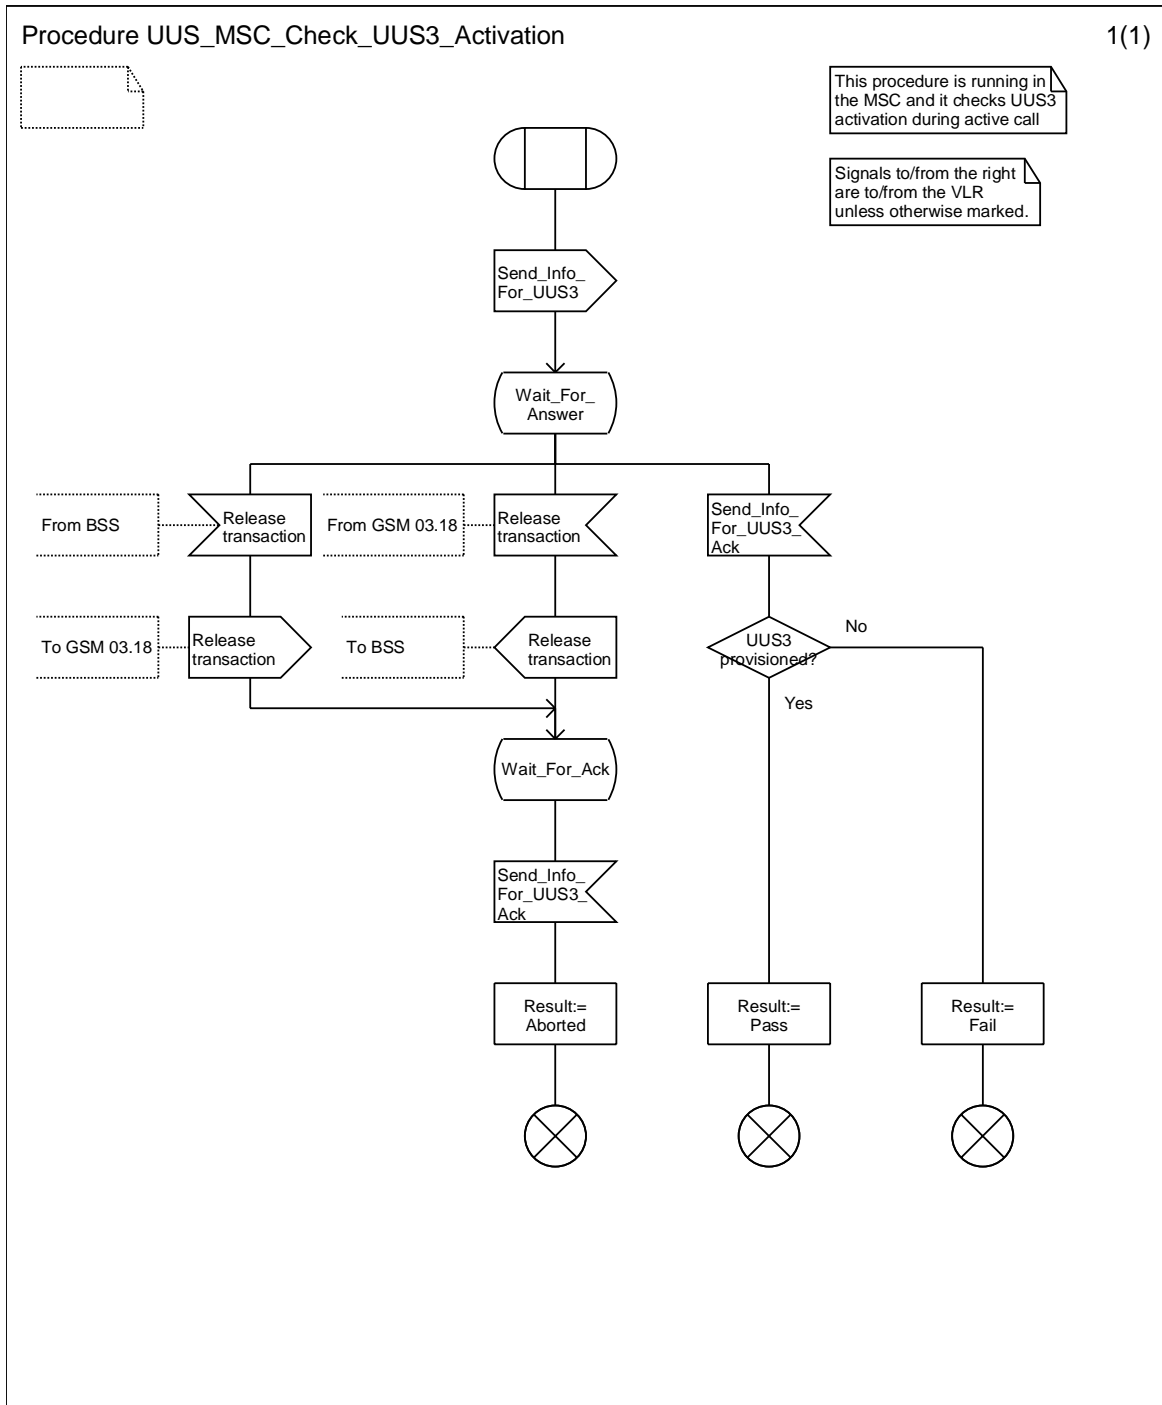 Procedure UUS_MSC_Check_UUS3_Activation
1(1)
This procedure is running in
the MSC and it checks UUS3
activation during active call
Signals to/from the right
are to/from the VLR
unless otherwise marked.
Send_Info_
For_UUS3
Wait_For_
Answer
From BSS
Release
transaction
From GSM 03.18
Release
transaction
Send_Info_
For_UUS3_
Ack
To GSM 03.18
Release
transaction
To BSS
Release
transaction
UUS3
provisioned?
No
Yes
Wait_For_Ack
Send_Info_
For_UUS3_
Ack
Result:=
Aborted
Result:=
Pass
Result:=
Fail